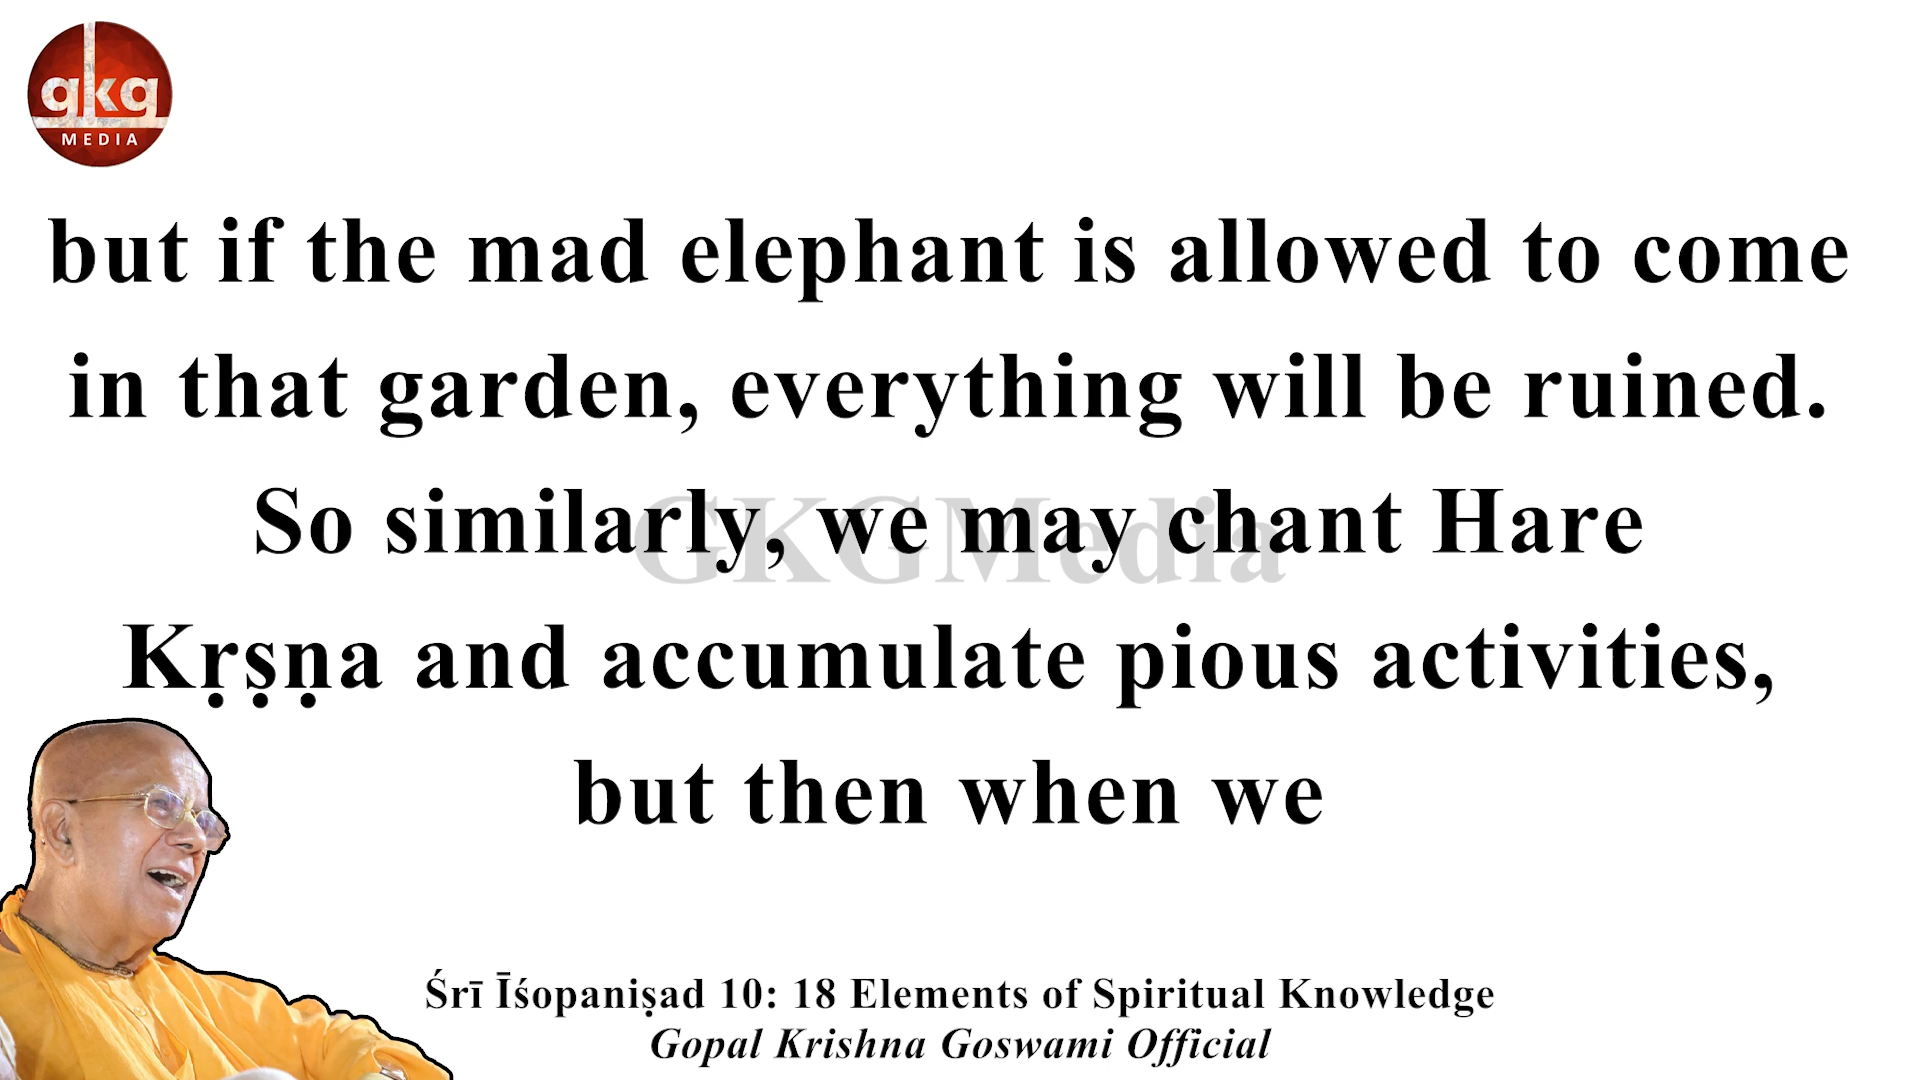 gkg
MEDIA
but if the mad elephant is allowed to come
in that garden, everything will be ruined.
So similarly, we may chant Hare
GKGMedia
Kṛṣṇa and accumulate pious activities,
but then when we
Śrī Īśopaniṣad 10: 18 Elements of Spiritual Knowledge
Gopal Krishna Goswami Official